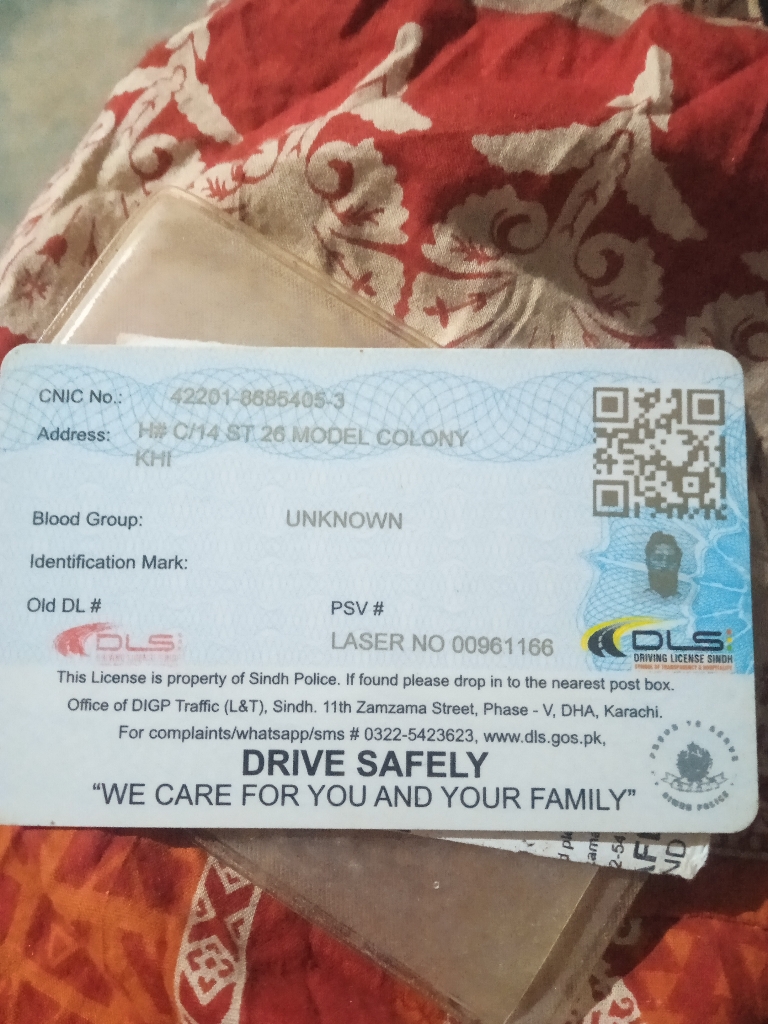 CNIC No.: 42201-8685405-3
Address: H# C/14 ST 26 MODEL COLONY
KHI
Blood Group: UNKNOWN
Identification Mark:
Old DL # PSV #
DLS
LASER NO 00961166
DLS
DRIVING LICENSE SINDH
This License is property of Sindh Police. If found please drop in to the nearest post box.
Office of DIGP Traffic (L&T), Sindh. 11th Zamzama Street, Phase - V, DHA, Karachi.
For complaints/whatsapp/sms # 0322-5423623, www.dls.gos.pk,
DRIVE SAFELY
“WE CARE FOR YOU AND YOUR FAMILY”
PROUD TO SERVE
SINDH POLICE